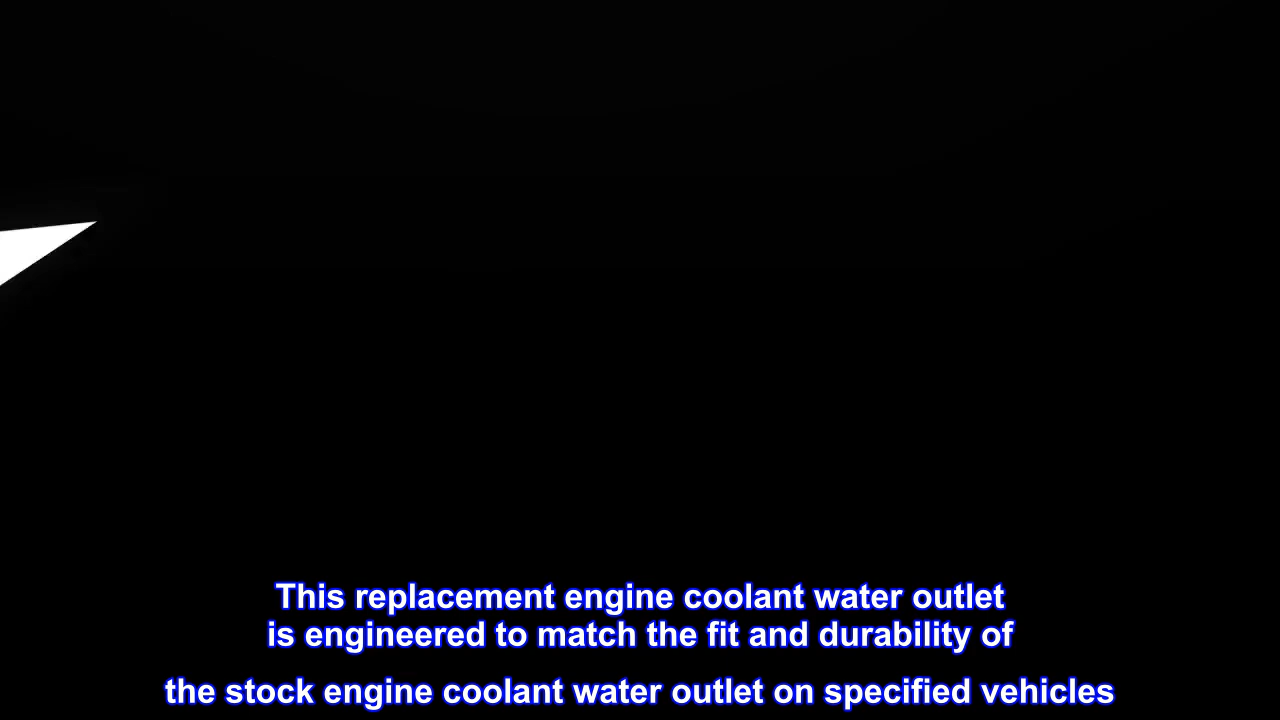 This replacement engine coolant water outlet
is engineered to match the fit and durability of
the stock engine coolant water outlet on specified vehicles